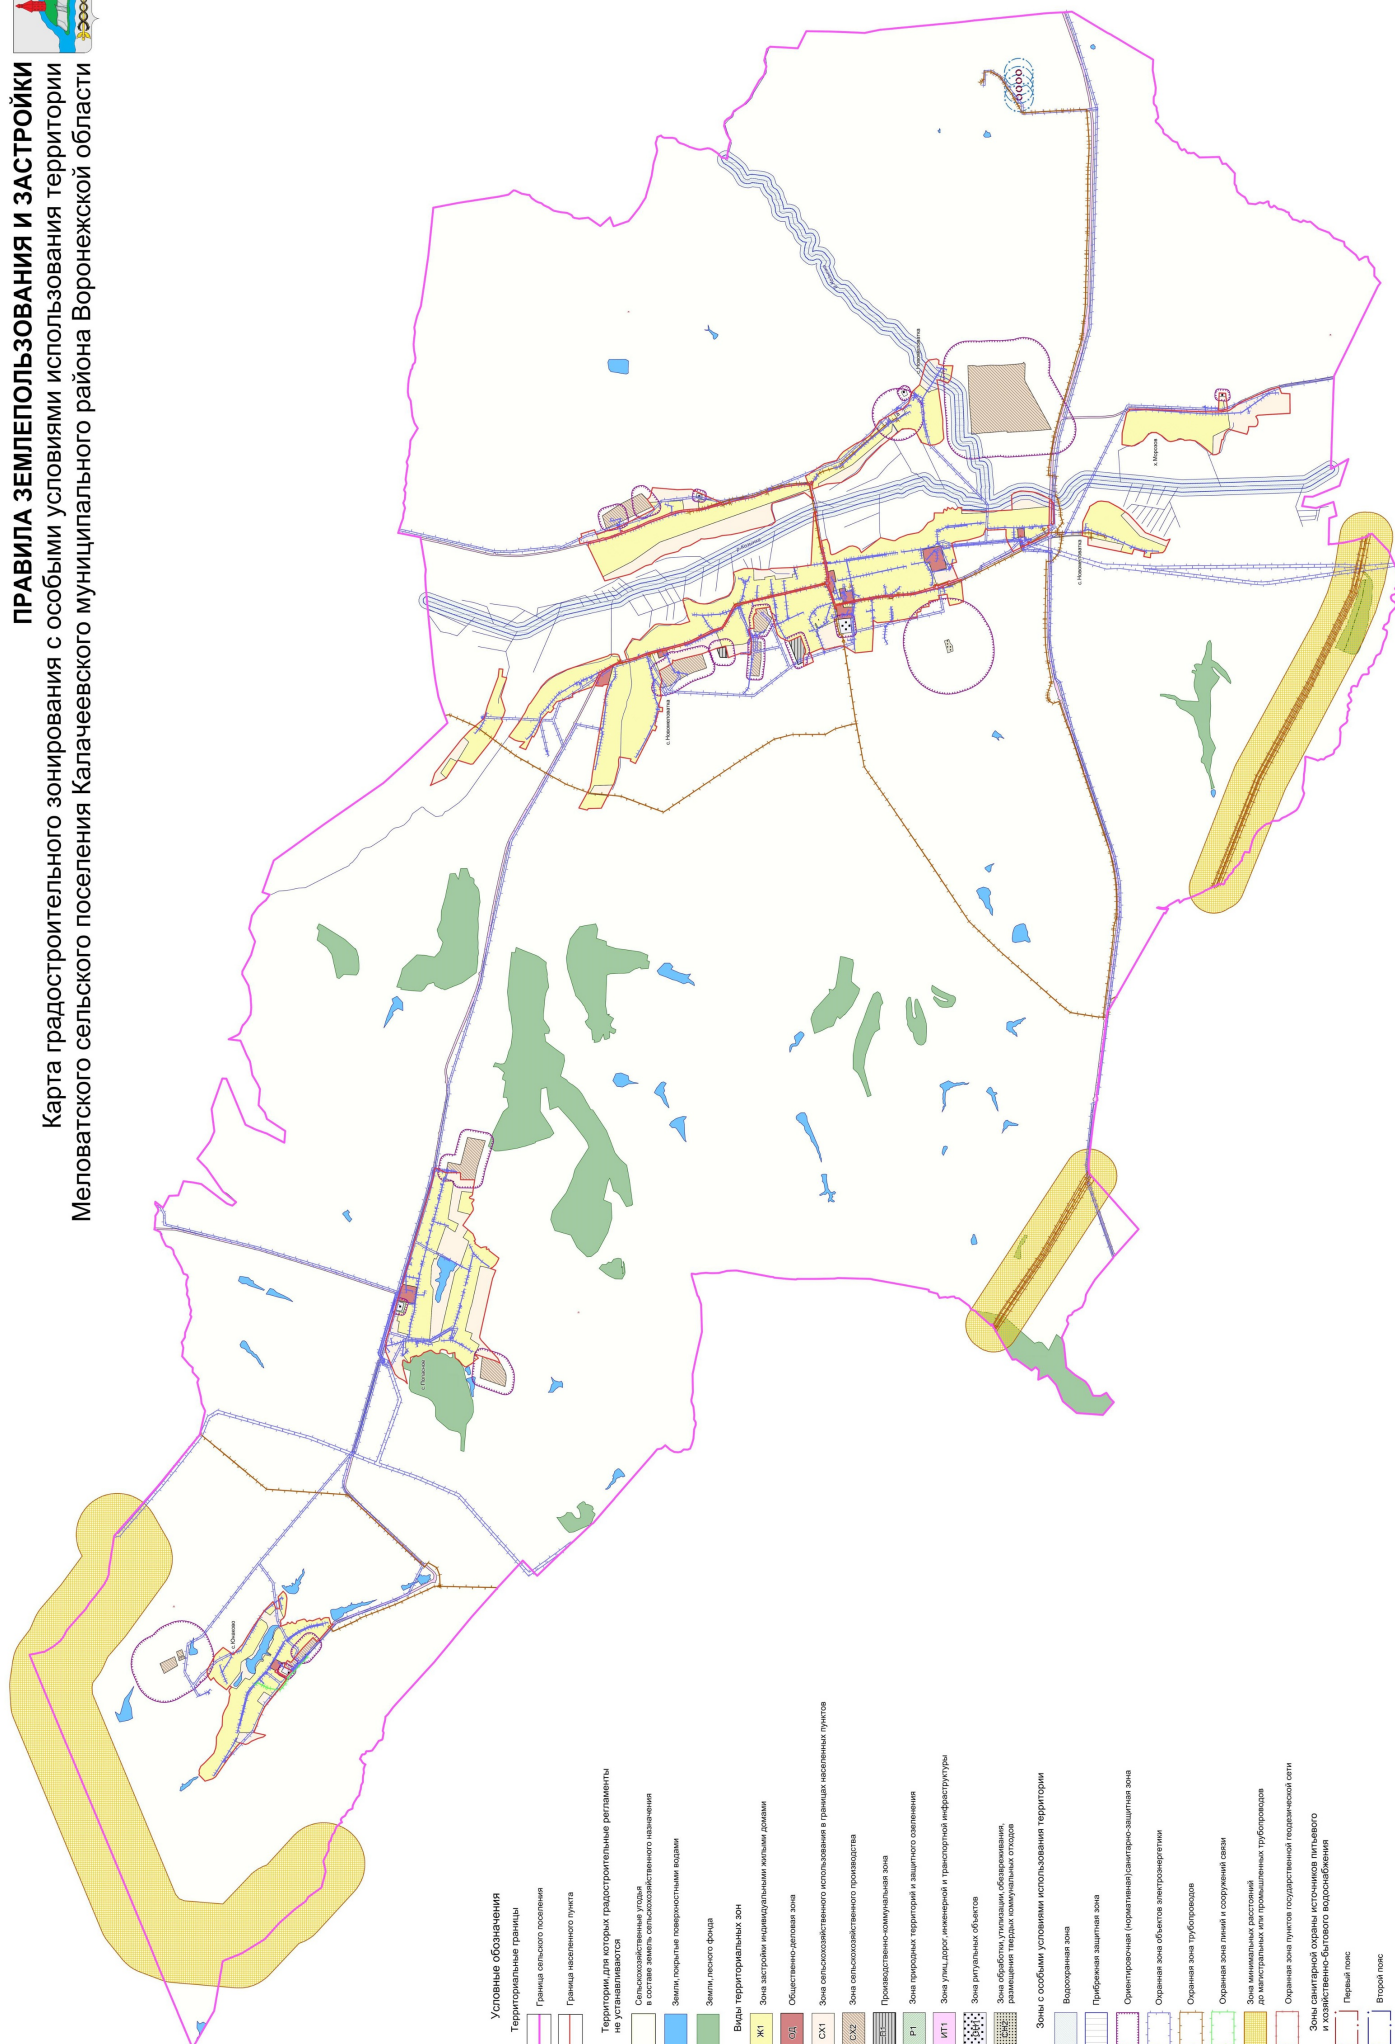 ПРАВИЛА ЗЕМЛЕПОЛЬЗОВАНИЯ И ЗАСТРОЙКИ
Карта градостроительного зонирования с особыми условиями использования территории
Меловатского сельского поселения Калачеевского муниципального района Воронежской области
с.Юнаково
с.Пичаснок
с.Новомеловатка
р.Козынка
с.Новомеловатка
с.Новомеловатка
х.Морозов
Условные обозначения
Территориальные границы
Граница сельского поселения
Граница населенного пункта
Территории,для которых градостроительные регламенты
не устанавливаются
Сельскохозяйственные угодья
в составе земель сельскохозяйственного назначения
Земли,покрытые поверхностными водами
Земли,лесного фонда
Виды территориальных зон
Ж1
Зона застройки индивидуальными жилыми домами
ОД
Общественно-деловая зона
СХ1
Зона сельскохозяйственного использования в границах населенных пунктов
СХ2
Зона сельскохозяйственного производства
П1
Производственно-коммунальная зона
Р1
Зона природных территорий и защитного озеленения
ИТ1
Зона улиц,дорог,инженерной и транспортной инфраструктуры
СН1
Зона ритуальных объектов
СН2
Зона обработки,утилизации,обезвреживания,
размещения твердых коммунальных отходов
Зоны с особыми условиями использования территории
Водоохранная зона
Прибрежная защитная зона
Ориентировочная (нормативная)санитарно-защитная зона
Охранная зона объектов электроэнергетики
Охранная зона трубопроводов
Охранная зона линий и сооружений связи
Зона минимальных расстояний
до магистральных или промышленных трубопроводов
Охранная зона пунктов государственной геодезической сети
Зоны санитарной охраны источников питьевого
и хозяйственно-бытового водоснабжения
Первый пояс
Второй пояс